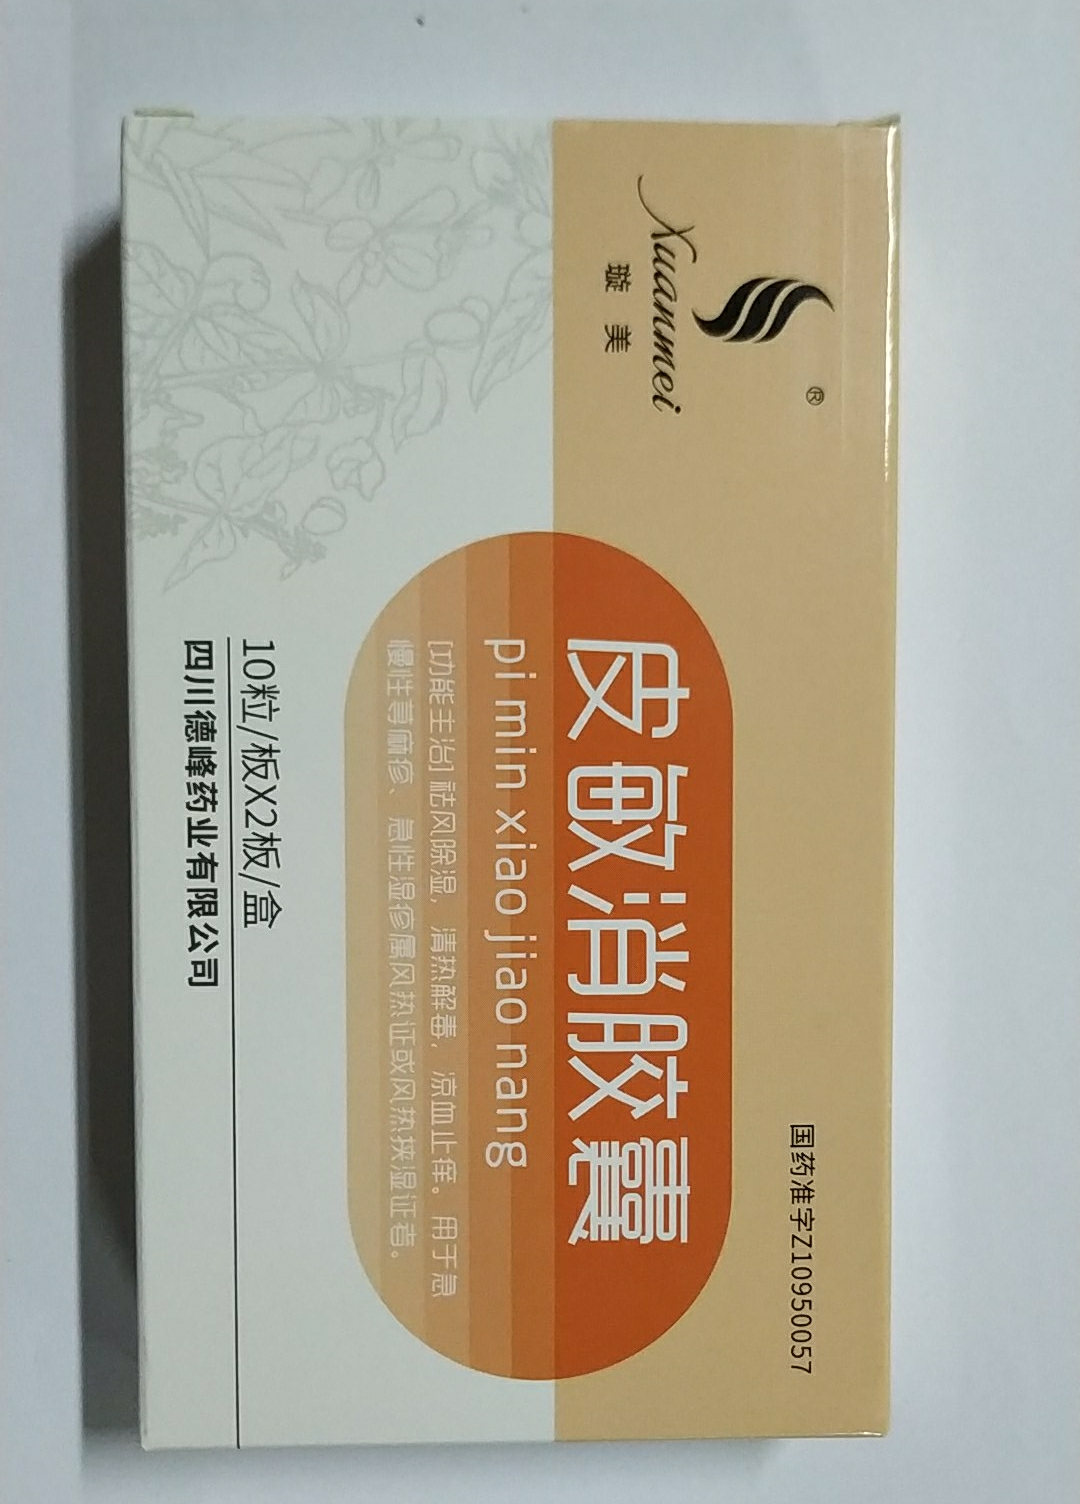 Xuanmei
®
璇美
国药准字Z10950057
皮敏消胶囊
pi min xiao jiao nang
[功能主治]祛风除湿，清热解毒，凉血止痒。用于急
慢性荨麻疹、急性湿疹属风热证或风热挟湿证者。
10粒/板X2板/盒
四川德峰药业有限公司